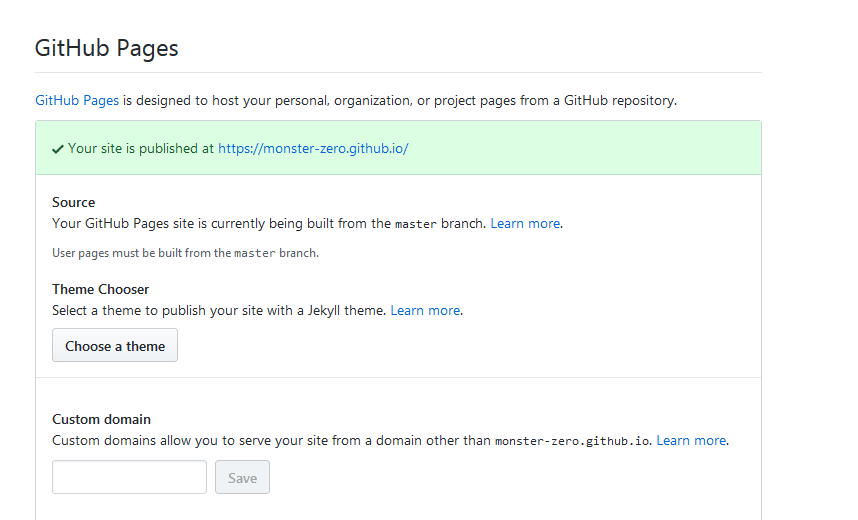 GitHub Pages
GitHub Pages is designed to host your personal, organization, or project pages from a GitHub repository.
Your site is published at https://monster-zero.github.io/
Source
Your GitHub Pages site is currently being built from the master branch. Learn more.
User pages must be built from the master branch.
Theme Chooser
Select a theme to publish your site with a Jekyll theme. Learn more.
Choose a theme
Custom domain
Custom domains allow you to serve your site from a domain other than monster-zero.github.io. Learn more.
Save